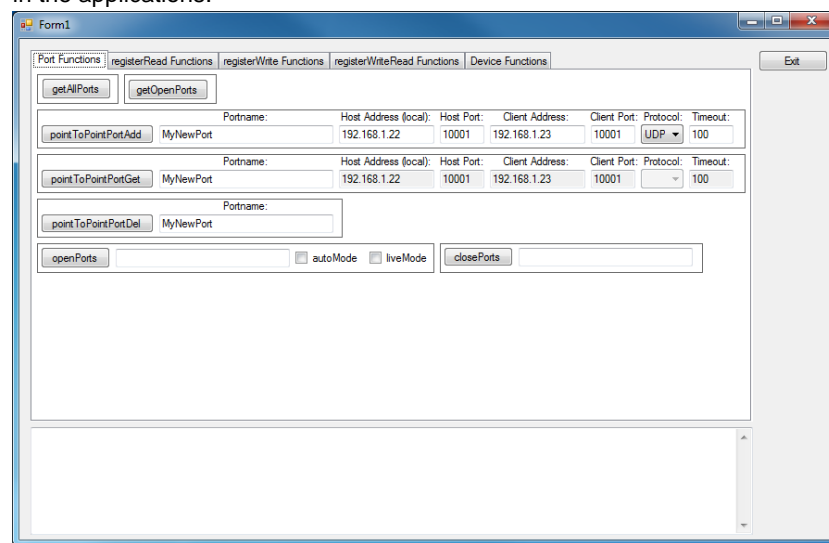 in the applications.
Form1
Port Functions registerRead Functions registerWrite Functions registerWriteRead Functions Device Functions Exit
getAllPorts getOpenPorts
Portname: Host Address (local): Host Port: Client Address: Client Port: Protocol: Timeout:
pointToPointPortAdd MyNewPort 192.168.1.22 10001 192.168.1.23 10001 UDP 100
Portname: Host Address (local): Host Port: Client Address: Client Port: Protocol: Timeout:
pointToPointPortGet MyNewPort 192.168.1.22 10001 192.168.1.23 10001 100
Portname:
pointToPointPortDel MyNewPort
openPorts autoMode liveMode closePorts